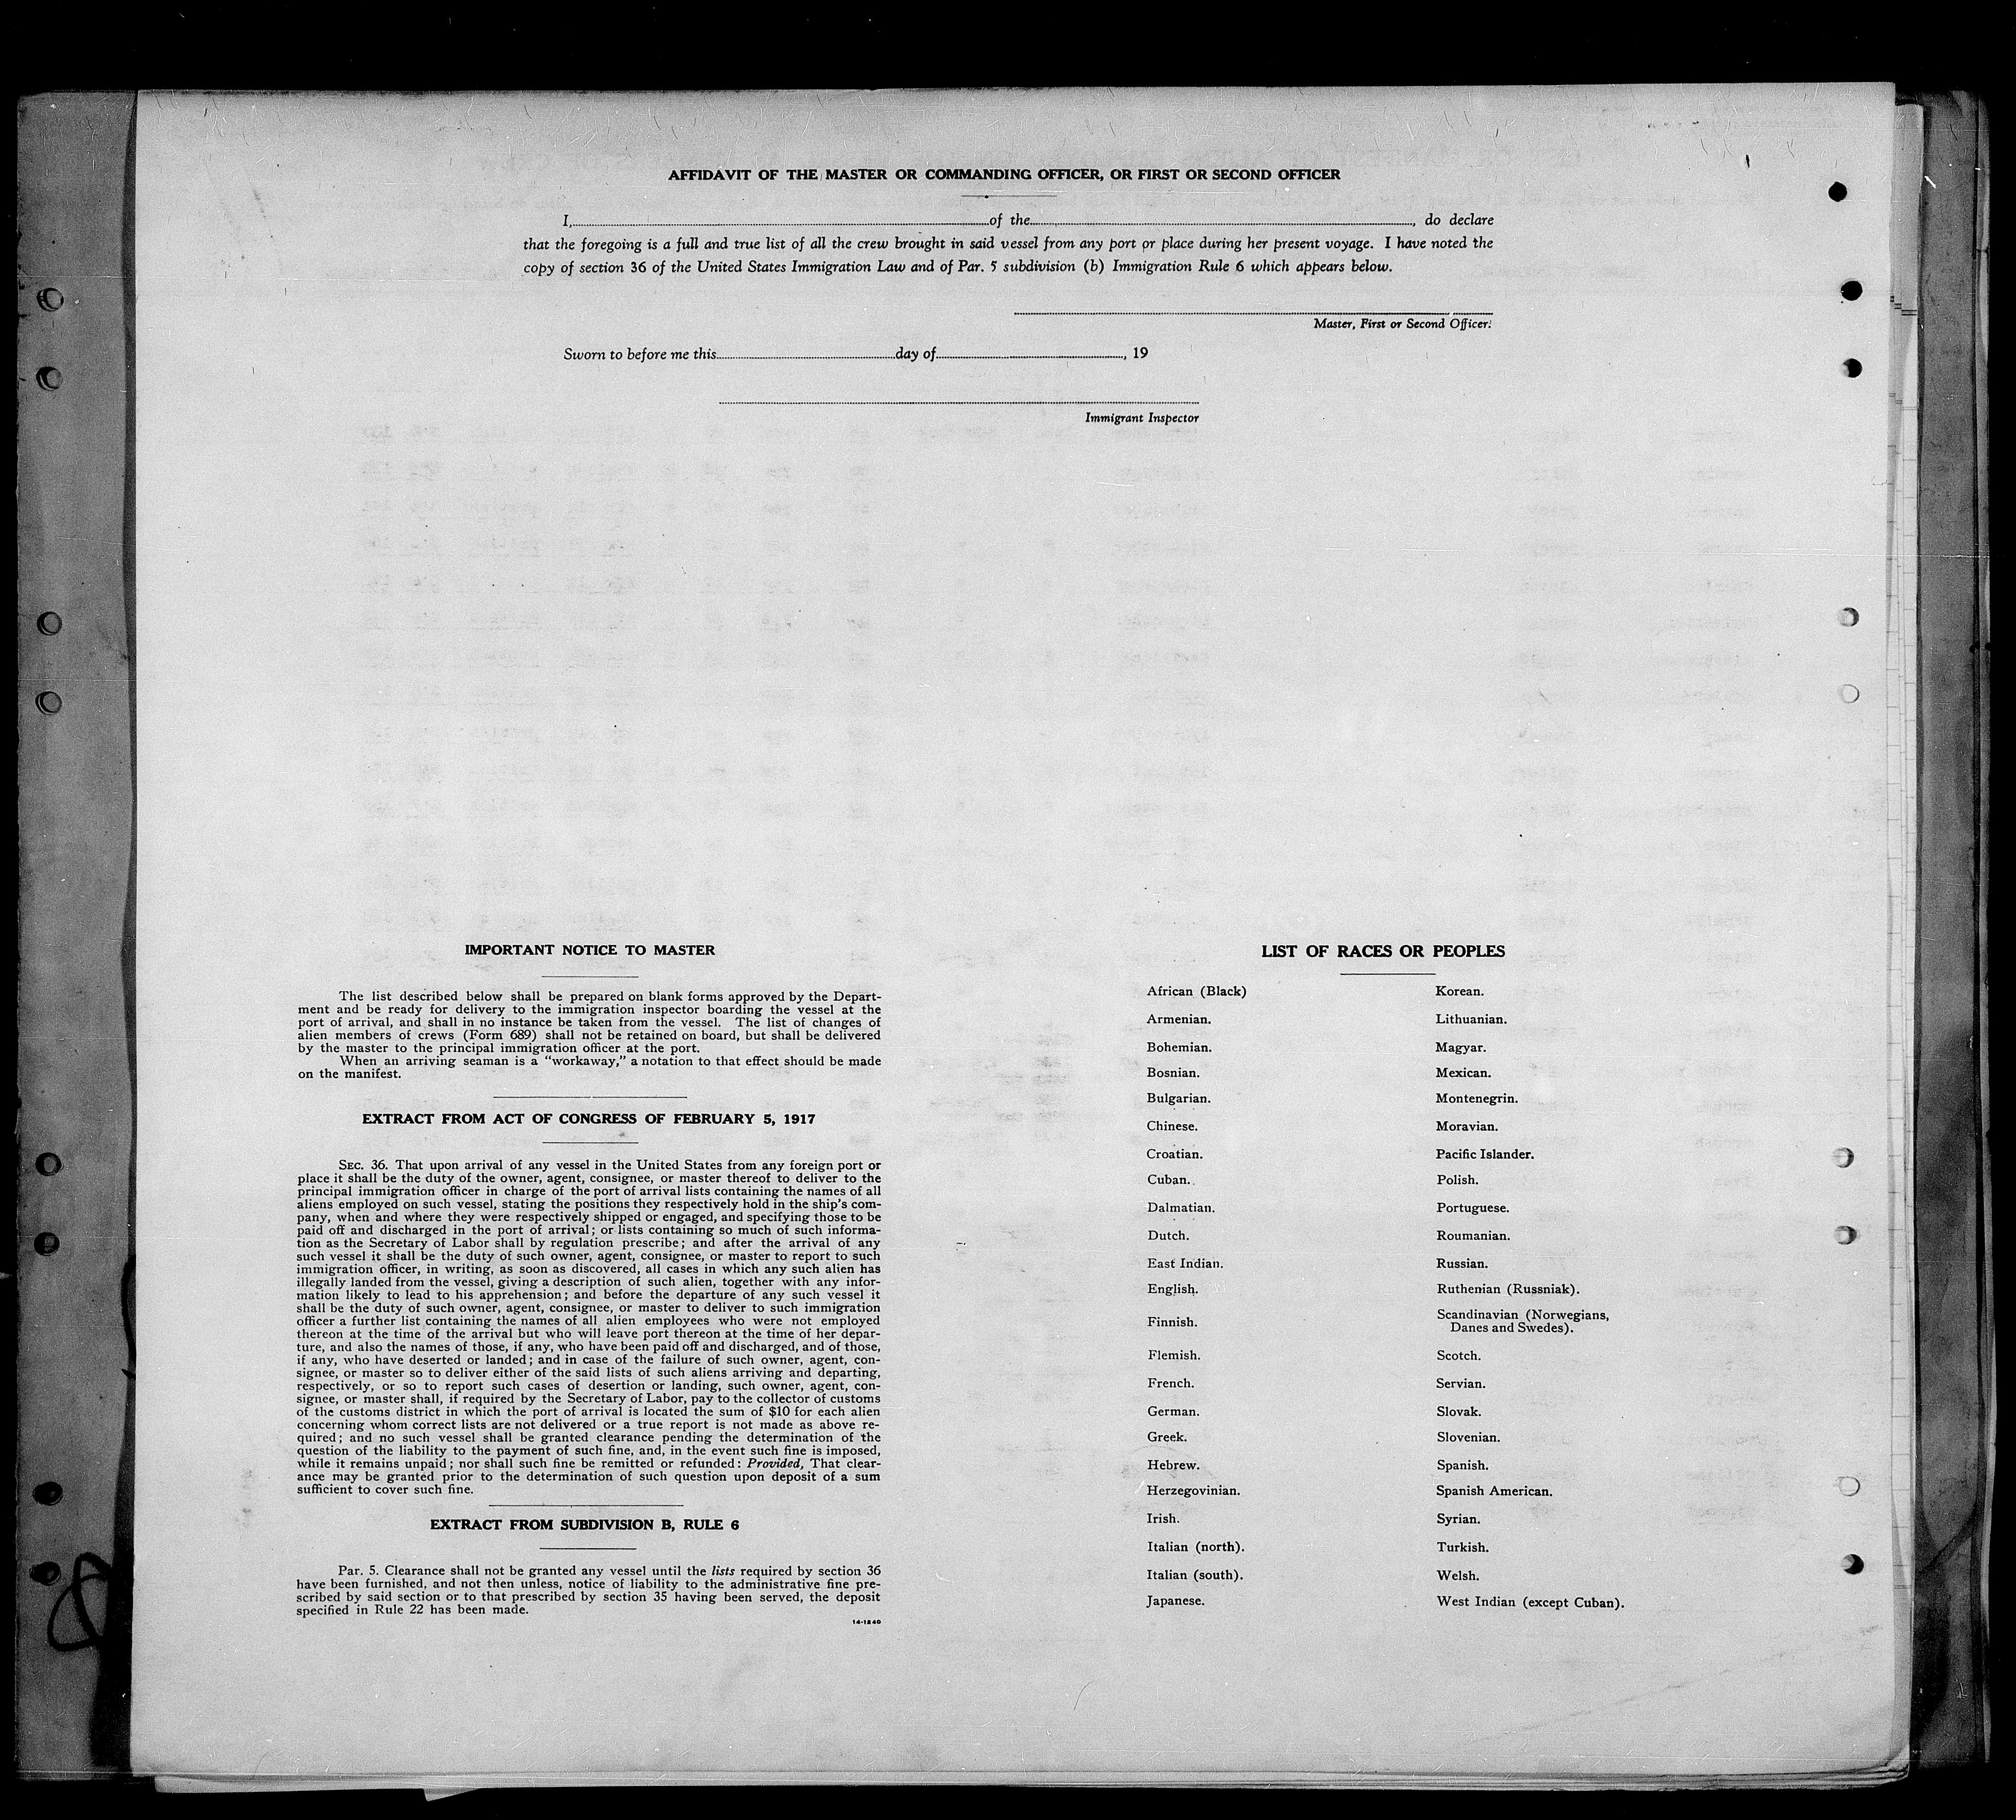 AFFIDAVIT OF THE MASTER OR COMMANDING OFFICER, OR FIRST OR SECOND OFFICER
I, of the , do declare
that the foregoing is a full and true list of all the crew brought in said vessel from any port or place during her present voyage. I have noted the
copy of section 36 of the United States Immigration Law and of Par. 5 subdivision (b) Immigration Rule 6 which appears below.
Master, First or Second Officer.
Sworn to before me this day of , 19
Immigrant Inspector
IMPORTANT NOTICE TO MASTER
The list described below shall be prepared on blank forms approved by the Depart-
ment and be ready for delivery to the immigration inspector boarding the vessel at the
port of arrival, and shall in no instance be taken from the vessel. The list of changes of
alien members of crews (Form 689) shall not be retained on board, but shall be delivered
by the master to the principal immigration officer at the port.
When an arriving seaman is a "workaway," a notation to that effect should be made
on the manifest.
EXTRACT FROM ACT OF CONGRESS OF FEBRUARY 5, 1917
SEC. 36. That upon arrival of any vessel in the United States from any foreign port or
place it shall be the duty of the owner, agent, consignee, or master thereof to deliver to the
principal immigration officer in charge of the port of arrival lists containing the names of all
aliens employed on such vessel, stating the positions they respectively hold in the ship's com-
pany, when and where they were respectively shipped or engaged, and specifying those to be
paid off and discharged in the port of arrival; or lists containing so much of such informa-
tion as the Secretary of Labor shall by regulation prescribe; and after the arrival of any
such vessel it shall be the duty of such owner, agent, consignee, or master to report to such
immigration officer, in writing, as soon as discovered, all cases in which any such alien has
illegally landed from the vessel, giving a description of such alien, together with any infor-
mation likely to lead to his apprehension; and before the departure of any such vessel it
shall be the duty of such owner, agent, consignee, or master to deliver to such immigration
officer a further list containing the names of all alien employees who were not employed
thereon at the time of the arrival but who will leave port thereon at the time of her depar-
ture, and also the names of those, if any, who have been paid off and discharged, and of those,
if any, who have deserted or landed; and in case of the failure of such owner, agent, con-
signee, or master so to deliver either of the said lists of such aliens arriving and departing,
respectively, or so to report such cases of desertion or landing, such owner, agent, con-
signee, or master shall, if required by the Secretary of Labor, pay to the collector of customs
of the customs district in which the port of arrival is located the sum of $10 for each alien
concerning whom correct lists are not delivered or a true report is not made as above re-
quired; and no such vessel shall be granted clearance pending the determination of the
question of the liability to the payment of such fine, and, in the event such fine is imposed,
while it remains unpaid; nor shall such fine be remitted or refunded: Provided, That clear-
ance may be granted prior to the determination of such question upon deposit of a sum
sufficient to cover such fine.
EXTRACT FROM SUBDIVISION B, RULE 6
Par. 5. Clearance shall not be granted any vessel until the lists required by section 36
have been furnished, and not then unless, notice of liability to the administrative fine pre-
scribed by said section or to that prescribed by section 35 having been served, the deposit
specified in Rule 22 has been made.
14-1240
LIST OF RACES OR PEOPLES
African (Black)
Armenian.
Bohemian.
Bosnian.
Bulgarian.
Chinese.
Croatian.
Cuban.
Dalmatian.
Dutch.
East Indian.
English.
Finnish.
Flemish.
French.
German.
Greek.
Hebrew.
Herzegovinian.
Irish.
Italian (north).
Italian (south).
Japanese.
Korean.
Lithuanian.
Magyar.
Mexican.
Montenegrin.
Moravian.
Pacific Islander.
Polish.
Portuguese.
Roumanian.
Russian.
Ruthenian (Russniak).
Scandinavian (Norwegians,
Danes and Swedes).
Scotch.
Servian.
Slovak.
Slovenian.
Spanish.
Spanish American.
Syrian.
Turkish.
Welsh.
West Indian (except Cuban).